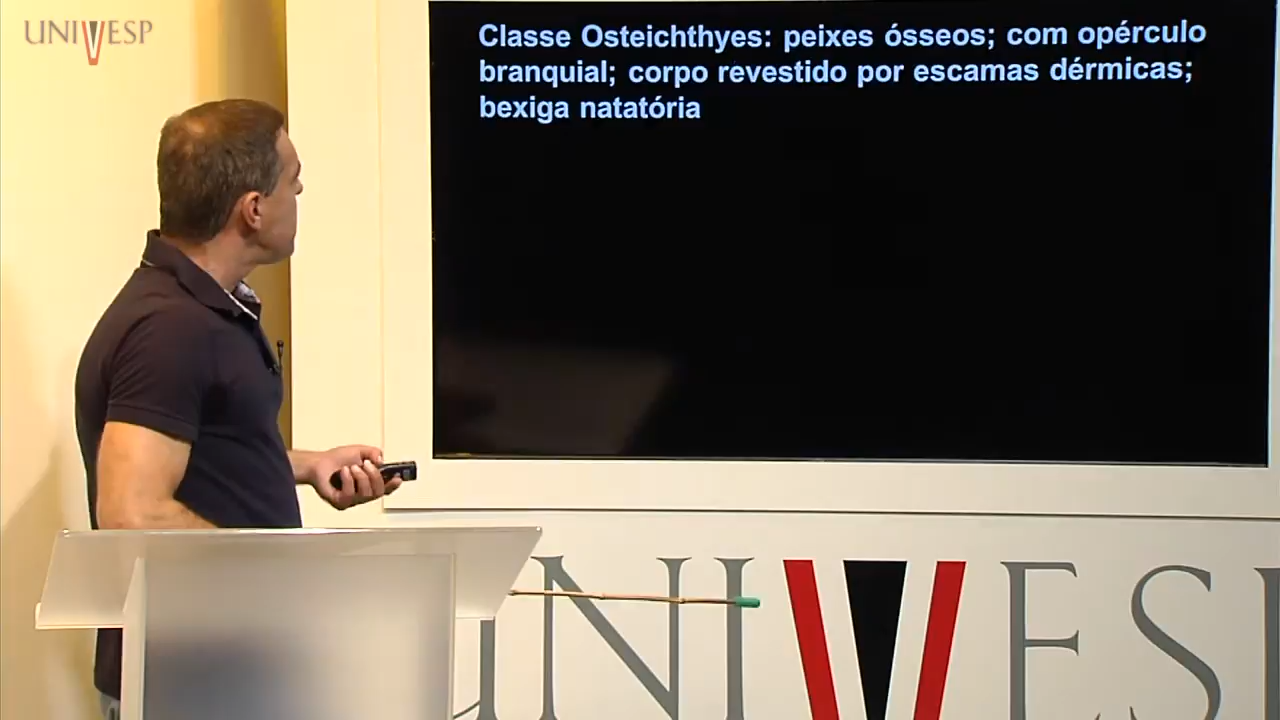 UNIVESP
Classe Osteichthyes: peixes ósseos; com opérculo
branquial; corpo revestido por escamas dérmicas;
bexiga natatória
UNIVESP